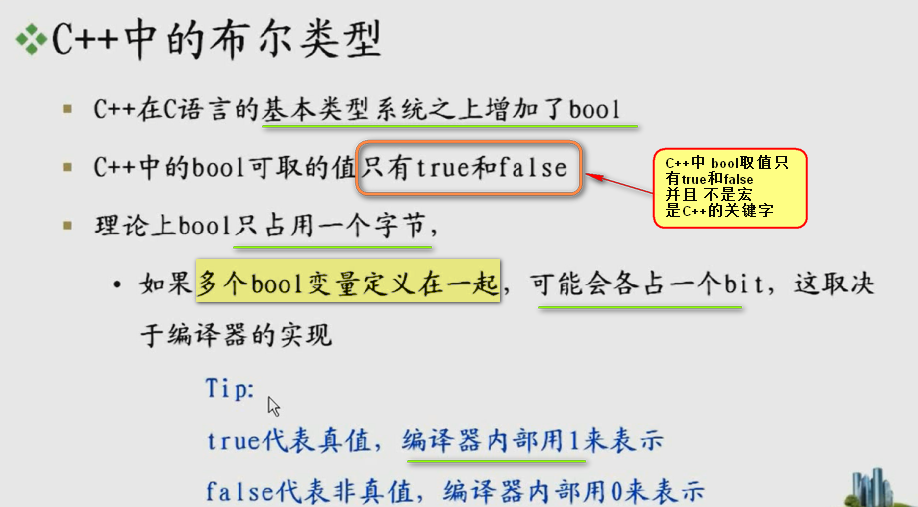 C++中的布尔类型
C++在C语言的基本类型系统之上增加了bool
C++中的bool可取的值只有true和false
C++中 bool取值只
有true和false
并且 不是宏
是C++的关键字
理论上bool只占用一个字节,
如果多个bool变量定义在一起，可能会各占一个bit，这取决
于编译器的实现
Tip:
true代表真值，编译器内部用1来表示
false代表非真值，编译器内部用0来表示